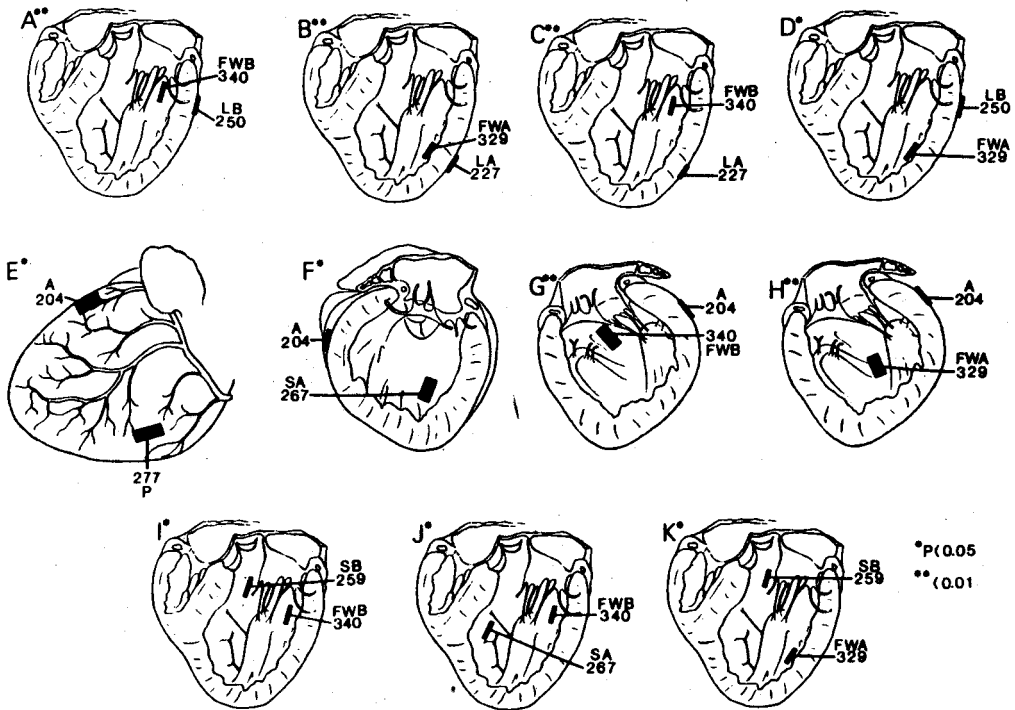 A**
FWB
340
LB
250
B**
FWA
329
LA
227
C**
FWB
340
LA
227
D*
LB
250
FWA
329
E*
A
204
277
P
F*
A
204
SA
267
G**
A
204
340
FWB
H**
A
204
FWA
329
I*
SB
259
FWB
340
J*
FWB
340
SA
267
K*
SB
259
FWA
329
*P(0.05
**(0.01